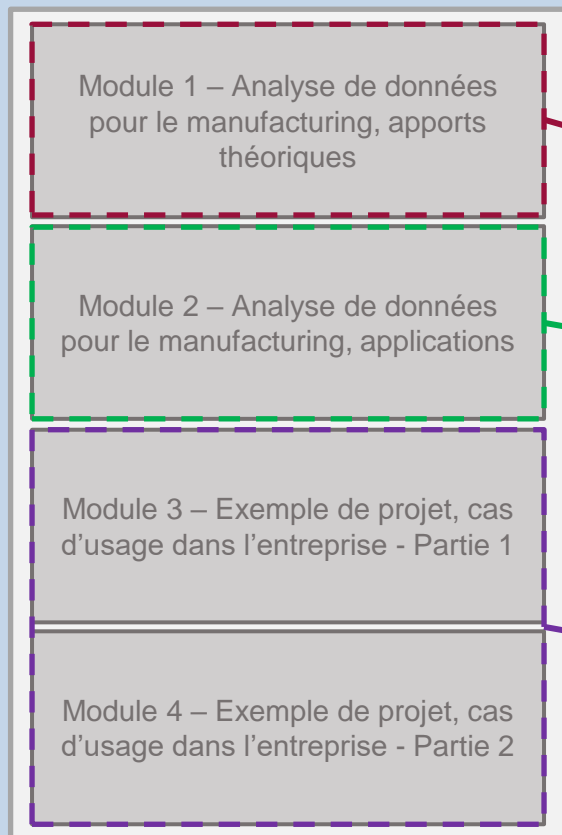 Module 1 – Analyse de données
pour le manufacturing, apports
théoriques
Module 2 – Analyse de données
pour le manufacturing, applications
Module 3 – Exemple de projet, cas
d’usage dans l’entreprise - Partie 1
Module 4 – Exemple de projet, cas
d’usage dans l’entreprise - Partie 2